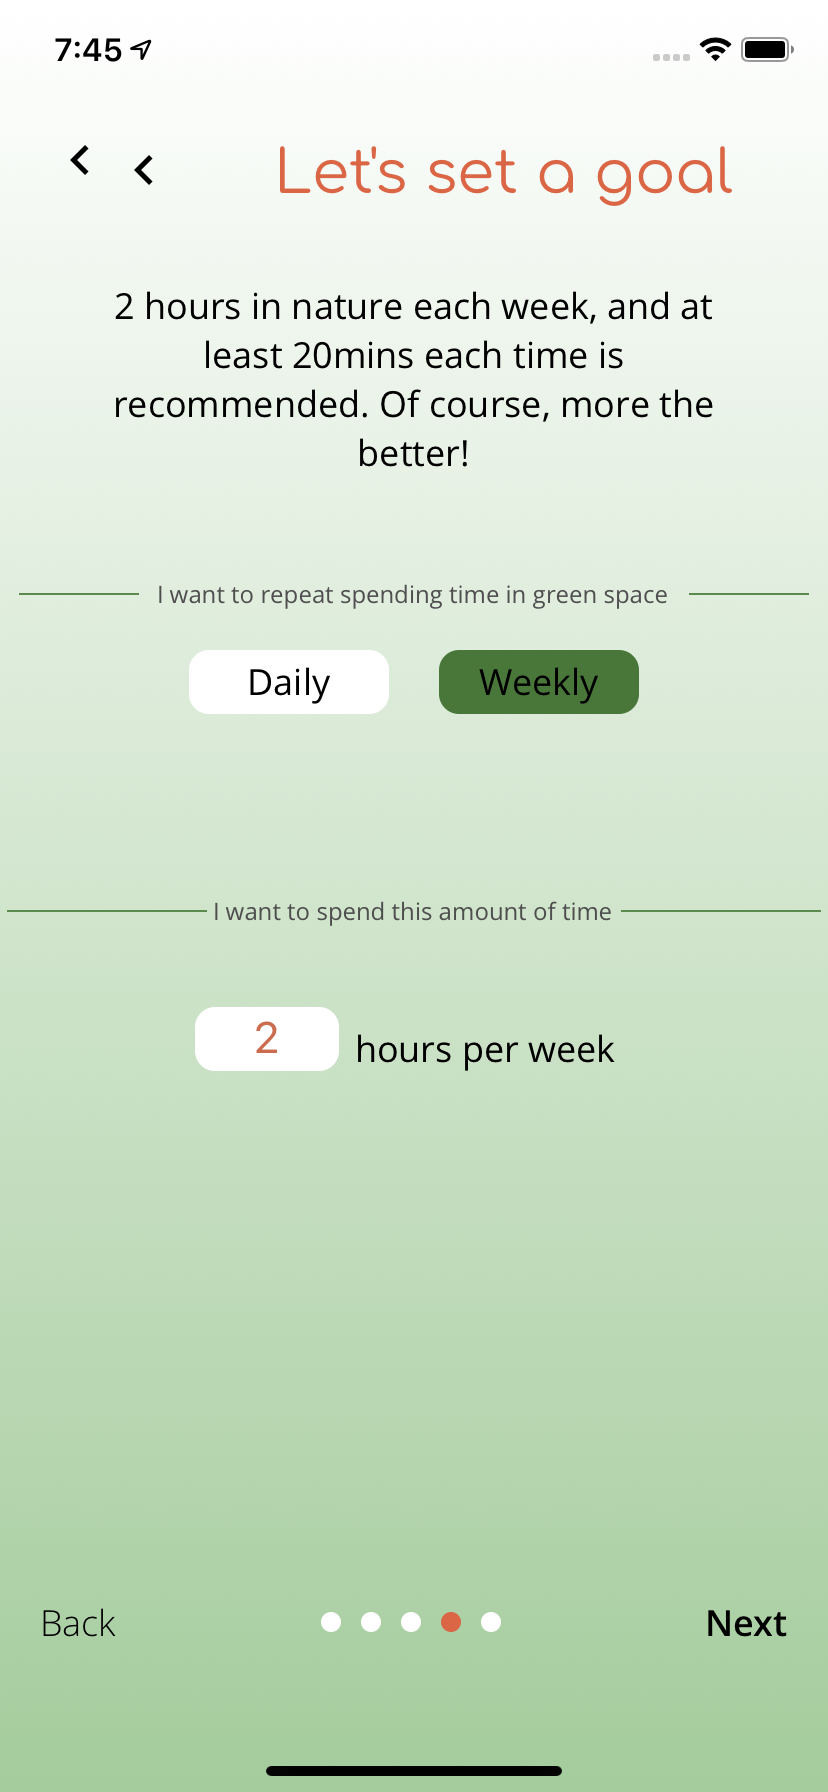 7:45
Let's set a goal
2 hours in nature each week, and at
least 20mins each time is
recommended. Of course, more the
better!
I want to repeat spending time in green space
Daily Weekly
I want to spend this amount of time
2 hours per week
Back Next